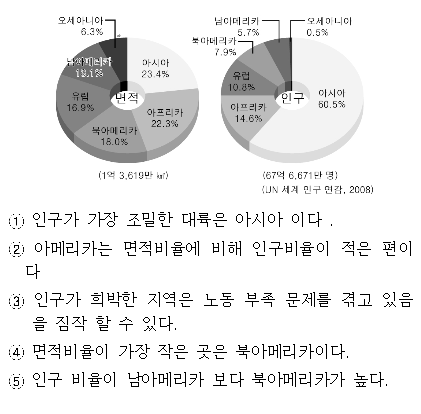 오세아니아
6.3%
남아메리카
13.1%
아시아
23.4%
유럽
16.9%
면적
아프리카
22.3%
북아메리카
18.0%
(1억 3,619만 ㎢)
남아메리카
5.7%
오세아니아
0.5%
북아메리카
7.9%
유럽
10.8%
인구
아시아
60.5%
아프리카
14.6%
(67억 6,671만 명)
(UN 세계 인구 연감, 2008)
① 인구가 가장 조밀한 대륙은 아시아 이다 .
② 아메리카는 면적비율에 비해 인구비율이 적은 편이
다
③ 인구가 희박한 지역은 노동 부족 문제를 겪고 있음
을 짐작 할 수 있다.
④ 면적비율이 가장 작은 곳은 북아메리카이다.
⑤ 인구 비율이 남아메리카 보다 북아메리카가 높다.